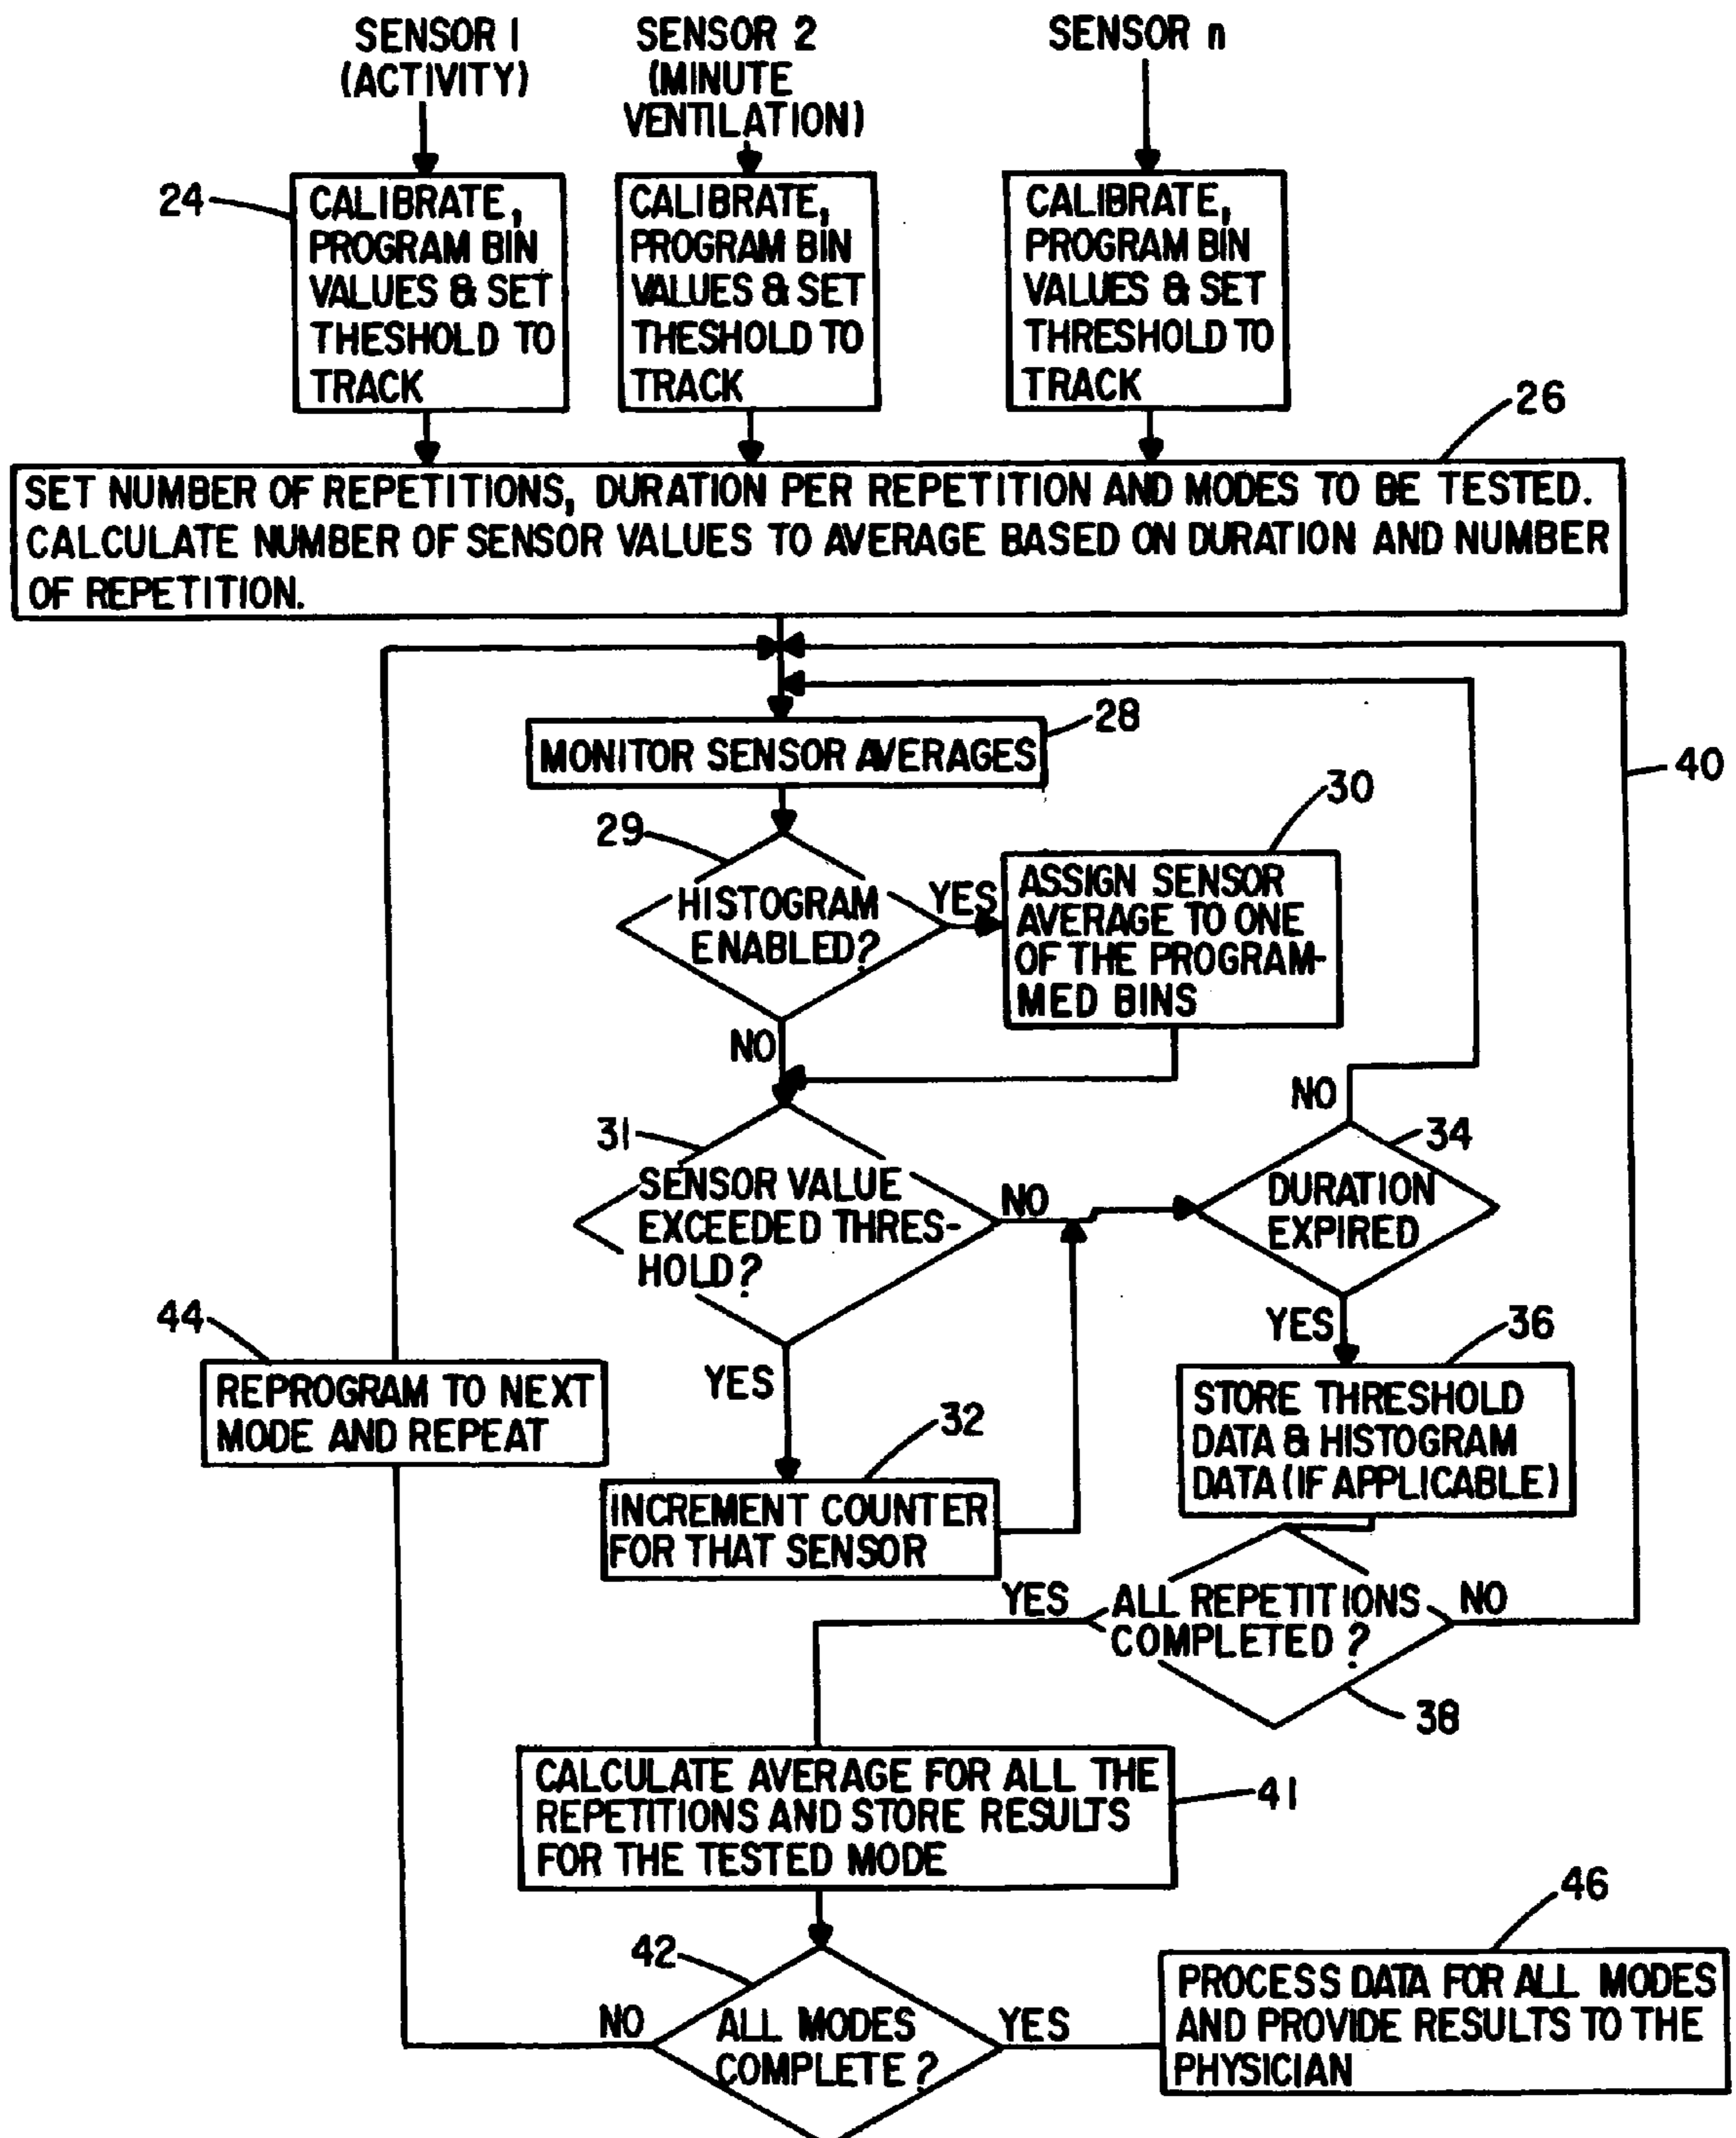 SENSOR 1
(ACTIVITY)
SENSOR 2
(MINUTE
VENTILATION)
SENSOR n
24
CALIBRATE,
PROGRAM BIN
VALUES & SET
THESHOLD TO
TRACK
CALIBRATE,
PROGRAM BIN
VALUES & SET
THESHOLD TO
TRACK
CALIBRATE,
PROGRAM BIN
VALUES & SET
THRESHOLD TO
TRACK
26
SET NUMBER OF REPETITIONS, DURATION PER REPETITION AND MODES TO BE TESTED.
CALCULATE NUMBER OF SENSOR VALUES TO AVERAGE BASED ON DURATION AND NUMBER
OF REPETITION.
28
MONITOR SENSOR AVERAGES
40
29
HISTOGRAM
ENABLED?
YES
30
ASSIGN SENSOR
AVERAGE TO ONE
OF THE PROGRAM-
MED BINS
NO
31
SENSOR VALUE
EXCEEDED THRES-
HOLD?
NO
NO
34
DURATION
EXPIRED
YES
YES
36
STORE THRESHOLD
DATA & HISTOGRAM
DATA (IF APPLICABLE)
44
REPROGRAM TO NEXT
MODE AND REPEAT
32
INCREMENT COUNTER
FOR THAT SENSOR
YES
ALL REPETITIONS
COMPLETED ?
NO
38
CALCULATE AVERAGE FOR ALL THE
REPETITIONS AND STORE RESULTS
FOR THE TESTED MODE
41
42
NO
ALL MODES
COMPLETE ?
YES
46
PROCESS DATA FOR ALL MODES
AND PROVIDE RESULTS TO THE
PHYSICIAN